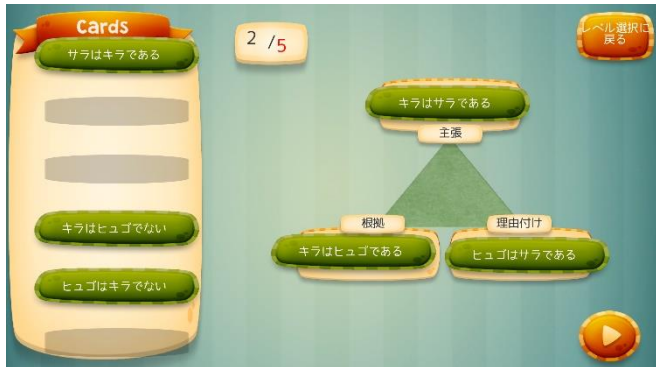 Cards
サラはキラである
キラはヒュゴでない
ヒュゴはキラでない
2 /5
レベル選択に
戻る
キラはサラである
主張
根拠
理由付け
キラはヒュゴである
ヒュゴはサラである